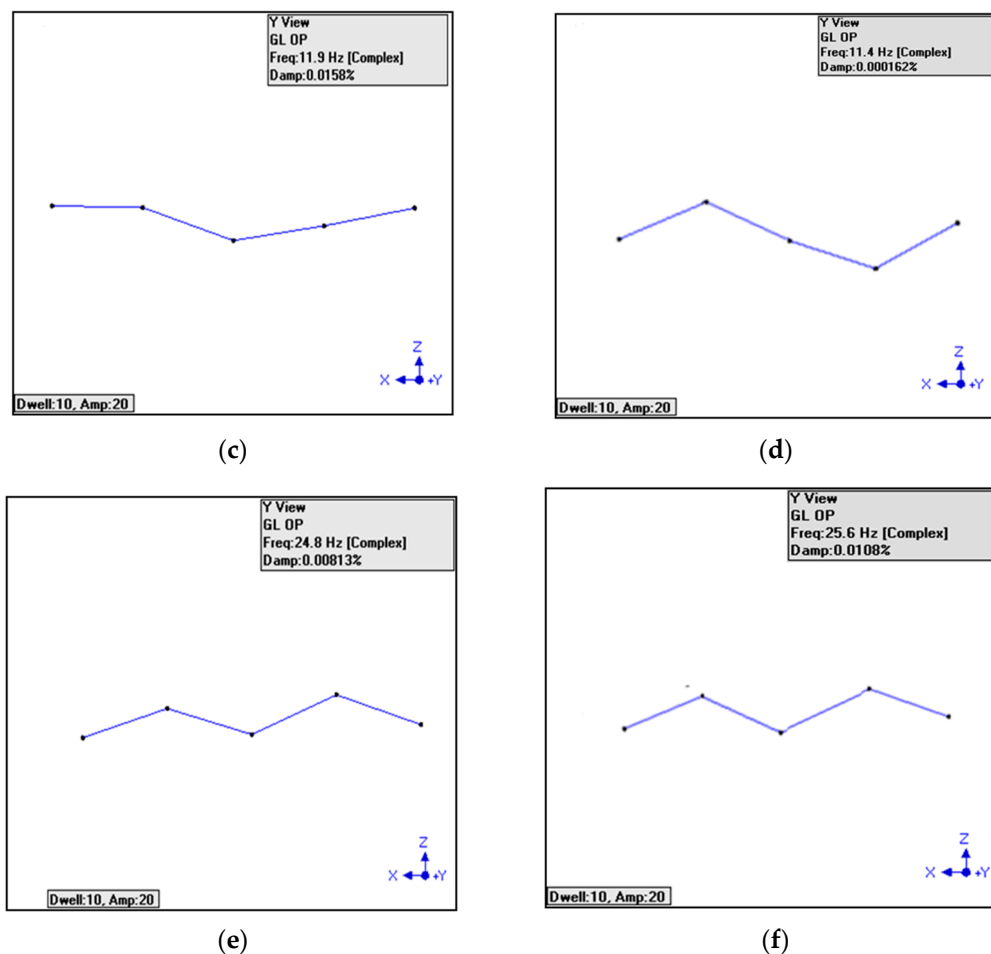 Y View
GL OP
Freq:11.9 Hz [Complex]
Damp:0.0158%
Z
X
+Y
Dwell:10, Amp:20
(c)
Y View
GL OP
Freq:11.4 Hz [Complex]
Damp:0.000162%
Z
X
+Y
Dwell:10, Amp:20
(d)
Y View
GL OP
Freq:24.8 Hz [Complex]
Damp:0.00813%
Z
X
+Y
Dwell:10, Amp:20
(e)
Y View
GL OP
Freq:25.6 Hz [Complex]
Damp:0.0108%
Z
X
+Y
Dwell:10, Amp:20
(f)